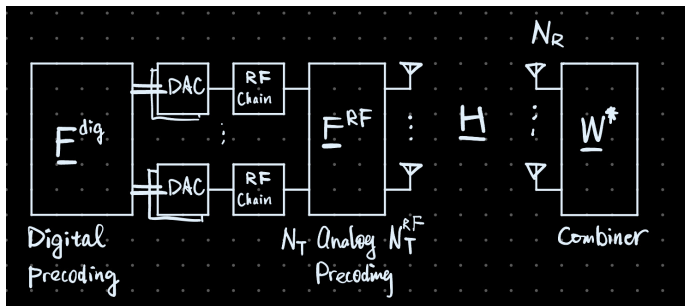 N_R
F^dig
DAC
RF
Chain
F^RF
H
W^*
DAC
RF
Chain
Digital
Precoding
N_T Analog N_T^RF
Precoding
Combiner